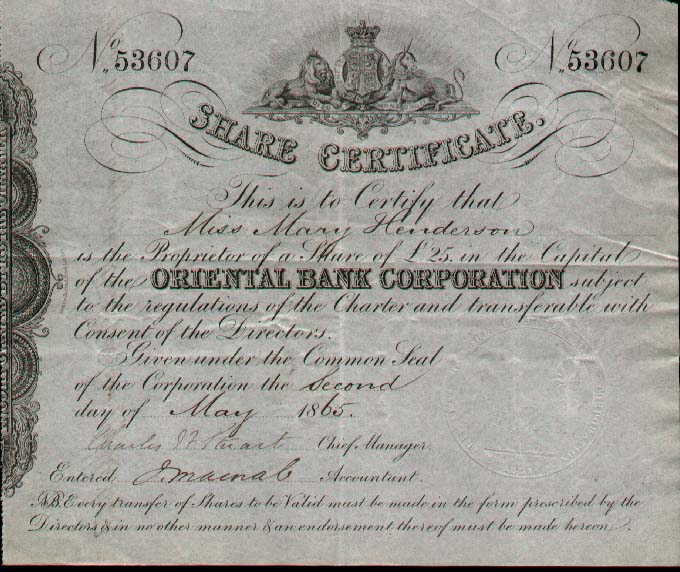 No. 53607 No. 53607
SHARE CERTIFICATE.
This is to Certify that
Miss Mary Henderson
is the Proprietor of a Share of £25. in the Capital
of the ORIENTAL BANK CORPORATION subject
to the regulations of the Charter and transferable with
Consent of the Directors.
Given under the Common Seal
of the Corporation the second
day of May 1865.
Charles J F Stuart Chief Manager.
Entered J. Macnab Accountant.
N.B. Every transfer of Shares to be Valid must be made in the form prescribed by the
Directors & in no other manner & an endorsement thereof must be made hereon.